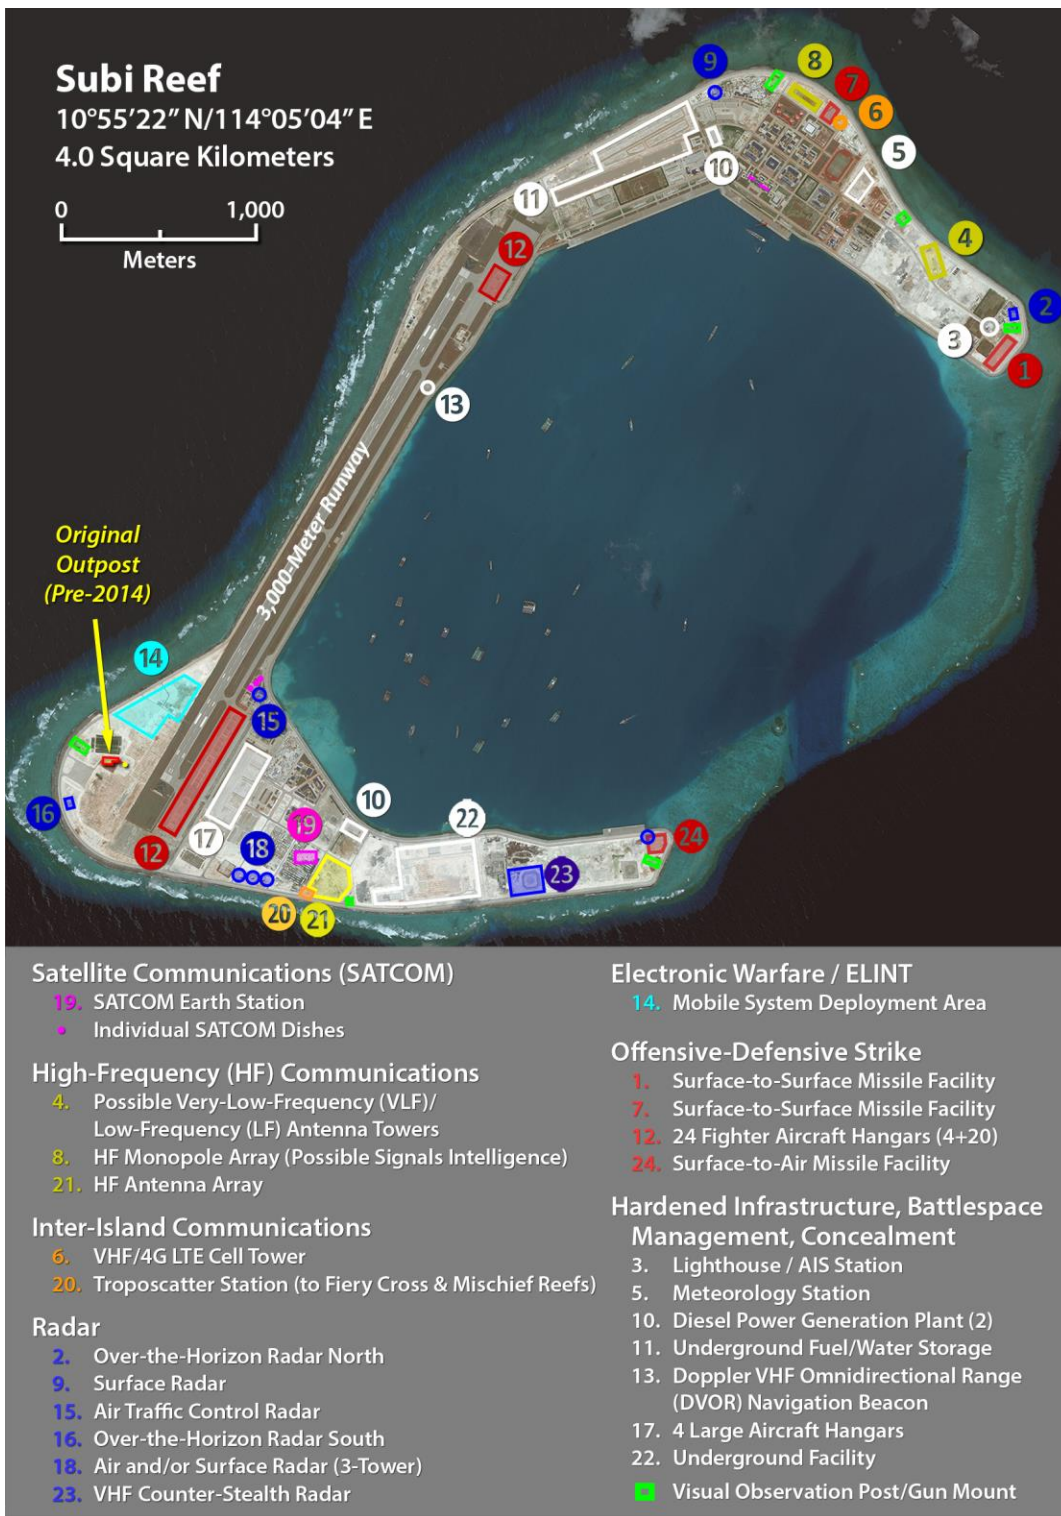 Subi Reef
10°55′22″ N/114°05′04″ E
4.0 Square Kilometers
0 1,000
Meters
9
8
7
6
5
10
11
4
12
2
3
1
13
3,000-Meter Runway
Original
Outpost
(Pre-2014)
14
15
16
10
22
19
24
17
18
12
23
20
21
Satellite Communications (SATCOM)
19. SATCOM Earth Station
• Individual SATCOM Dishes
High-Frequency (HF) Communications
4. Possible Very-Low-Frequency (VLF)/
Low-Frequency (LF) Antenna Towers
8. HF Monopole Array (Possible Signals Intelligence)
21. HF Antenna Array
Inter-Island Communications
6. VHF/4G LTE Cell Tower
20. Troposcatter Station (to Fiery Cross & Mischief Reefs)
Radar
2. Over-the-Horizon Radar North
9. Surface Radar
15. Air Traffic Control Radar
16. Over-the-Horizon Radar South
18. Air and/or Surface Radar (3-Tower)
23. VHF Counter-Stealth Radar
Electronic Warfare / ELINT
14. Mobile System Deployment Area
Offensive-Defensive Strike
1. Surface-to-Surface Missile Facility
7. Surface-to-Surface Missile Facility
12. 24 Fighter Aircraft Hangars (4+20)
24. Surface-to-Air Missile Facility
Hardened Infrastructure, Battlespace
Management, Concealment
3. Lighthouse / AIS Station
5. Meteorology Station
10. Diesel Power Generation Plant (2)
11. Underground Fuel/Water Storage
13. Doppler VHF Omnidirectional Range
(DVOR) Navigation Beacon
17. 4 Large Aircraft Hangars
22. Underground Facility
Visual Observation Post/Gun Mount